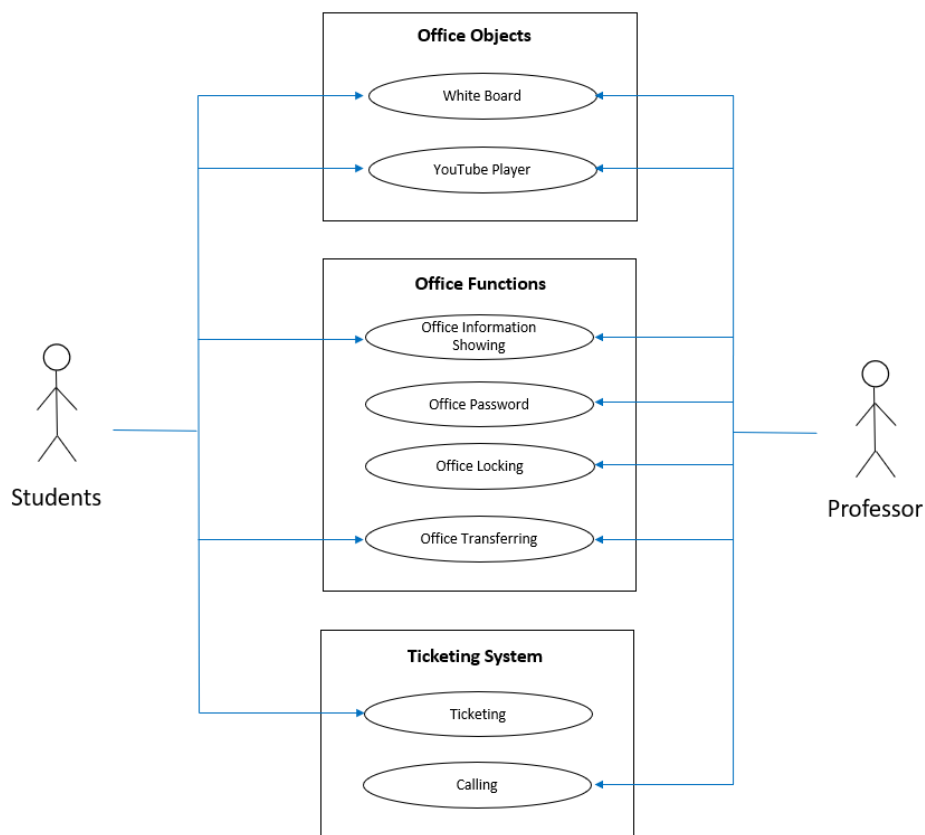 Office Objects
White Board
YouTube Player
Office Functions
Office Information
Showing
Office Password
Office Locking
Office Transferring
Students
Professor
Ticketing System
Ticketing
Calling